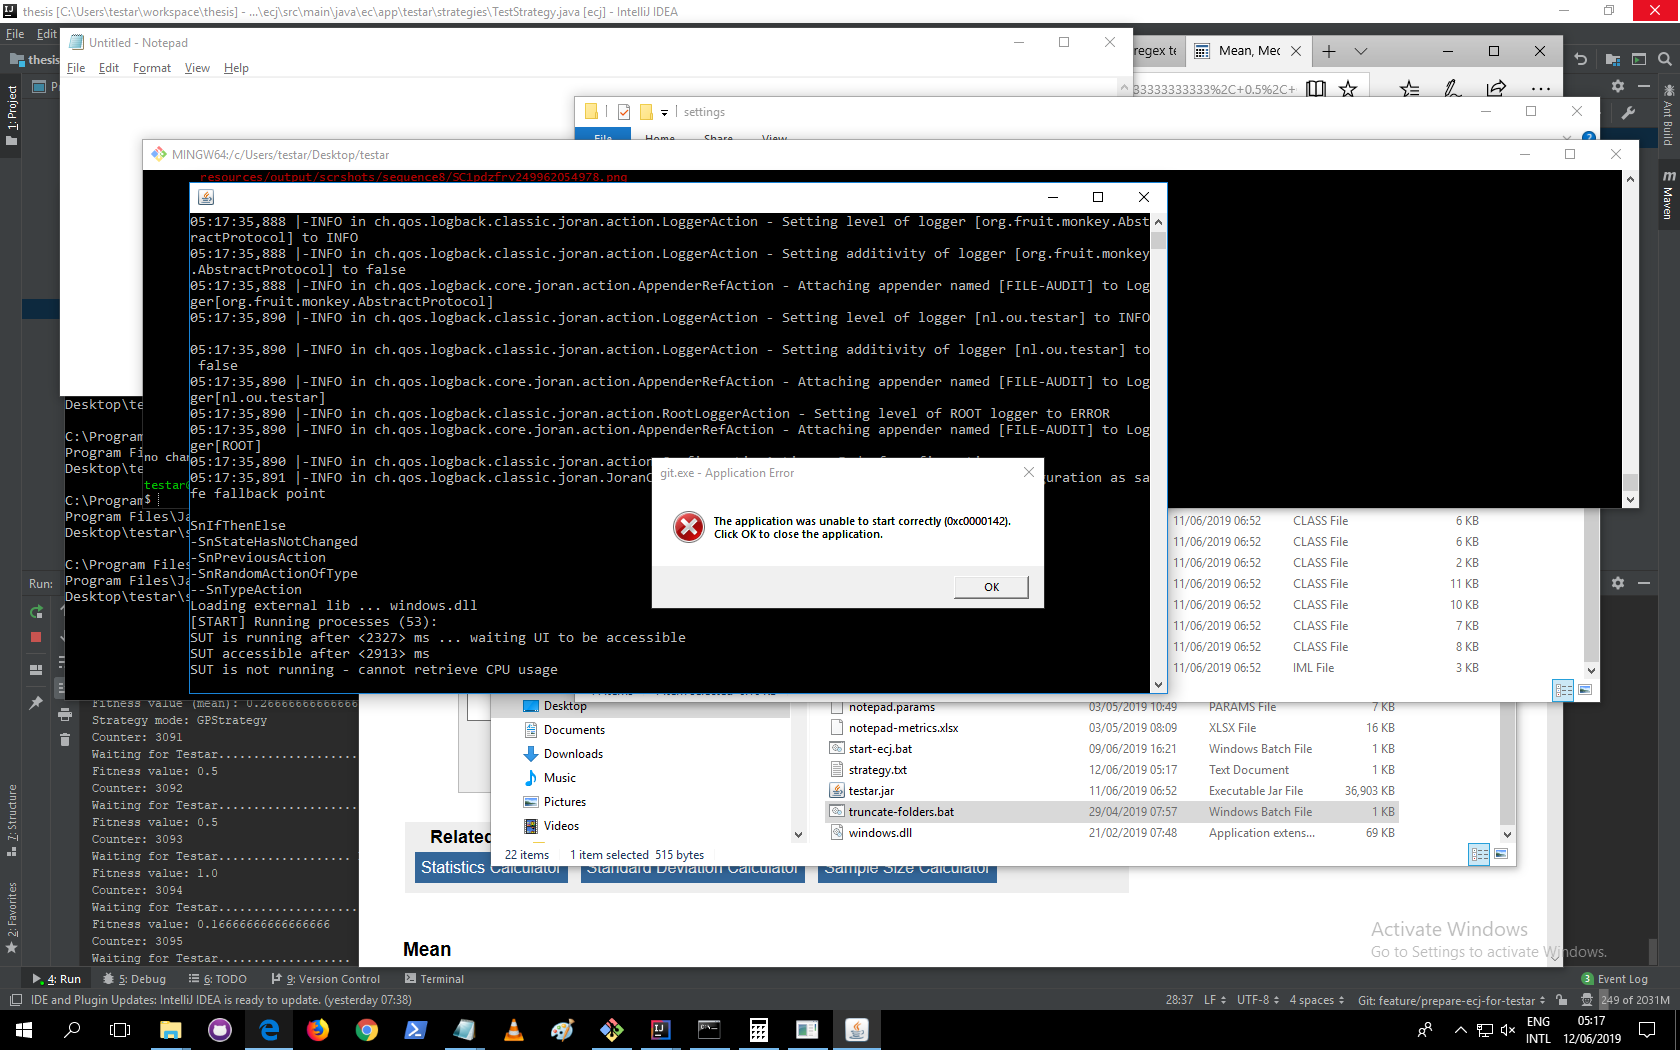 thesis [C:\Users\testar\workspace\thesis] - ...\ecj\src\main\java\ec\app\testar\strategies\TestStrategy.java [ecj] - IntelliJ IDEA
File Edit
Untitled - Notepad
File Edit Format View Help
thesis
1: Project
regex te
Mean, Mec
33333333333%2C+0.5%2C+
settings
File Home Share View
Ant Build
Maven
MINGW64:/c/Users/testar/Desktop/testar
resources/output/scrshots/sequence8/SC1pdzfrv249962054978.png
05:17:35,888 |-INFO in ch.qos.logback.classic.joran.action.LoggerAction - Setting level of logger [org.fruit.monkey.Abst
ractProtocol] to INFO
05:17:35,888 |-INFO in ch.qos.logback.classic.joran.action.LoggerAction - Setting additivity of logger [org.fruit.monkey
.AbstractProtocol] to false
05:17:35,888 |-INFO in ch.qos.logback.core.joran.action.AppenderRefAction - Attaching appender named [FILE-AUDIT] to Log
ger[org.fruit.monkey.AbstractProtocol]
05:17:35,890 |-INFO in ch.qos.logback.classic.joran.action.LoggerAction - Setting level of logger [nl.ou.testar] to INFO
05:17:35,890 |-INFO in ch.qos.logback.classic.joran.action.LoggerAction - Setting additivity of logger [nl.ou.testar] to
false
05:17:35,890 |-INFO in ch.qos.logback.core.joran.action.AppenderRefAction - Attaching appender named [FILE-AUDIT] to Log
ger[nl.ou.testar]
05:17:35,890 |-INFO in ch.qos.logback.classic.joran.action.RootLoggerAction - Setting level of ROOT logger to ERROR
05:17:35,890 |-INFO in ch.qos.logback.core.joran.action.AppenderRefAction - Attaching appender named [FILE-AUDIT] to Log
ger[ROOT]
05:17:35,890 |-INFO in ch.qos.logback.classic.joran.action
05:17:35,891 |-INFO in ch.qos.logback.classic.joran.JoranC
guration as sa
fe fallback point
SnIfThenElse
-SnStateHasNotChanged
-SnPreviousAction
-SnRandomActionOfType
--SnTypeAction
Loading external lib ... windows.dll
[START] Running processes (53):
SUT is running after <2327> ms ... waiting UI to be accessible
SUT accessible after <2913> ms
SUT is not running - cannot retrieve CPU usage
git.exe - Application Error
The application was unable to start correctly (0xc0000142).
Click OK to close the application.
OK
Desktop\te
C:\Program
Program Fi
Desktop\te
no chan
testar@
$
C:\Program
Program Files\Ja
Desktop\testar\s
C:\Program Files
Program Files\Ja
Desktop\testar\s
Run:
11/06/2019 06:52 CLASS File 6 KB
11/06/2019 06:52 CLASS File 6 KB
11/06/2019 06:52 CLASS File 2 KB
11/06/2019 06:52 CLASS File 11 KB
11/06/2019 06:52 CLASS File 10 KB
11/06/2019 06:52 CLASS File 7 KB
11/06/2019 06:52 CLASS File 8 KB
11/06/2019 06:52 IML File 3 KB
Fitness value (mean): 0.26666666666666
Strategy mode: GPStrategy
Counter: 3091
Waiting for Testar.....................
Fitness value: 0.5
Counter: 3092
Waiting for Testar.....................
Fitness value: 0.5
Counter: 3093
Waiting for Testar.....................
Fitness value: 1.0
Counter: 3094
Waiting for Testar.....................
Fitness value: 0.16666666666666666
Counter: 3095
Waiting for Testar.....................
7: Structure
2: Favorites
Desktop
Documents
Downloads
Music
Pictures
Videos
notepad.params 03/05/2019 10:49 PARAMS File 7 KB
notepad-metrics.xlsx 03/05/2019 08:09 XLSX File 16 KB
start-ecj.bat 09/06/2019 16:21 Windows Batch File 1 KB
strategy.txt 12/06/2019 05:17 Text Document 1 KB
testar.jar 11/06/2019 06:52 Executable Jar File 36,903 KB
truncate-folders.bat 29/04/2019 07:57 Windows Batch File 1 KB
windows.dll 21/02/2019 07:48 Application extens... 69 KB
22 items 1 item selected 515 bytes
Related
Statistics Calculator Standard Deviation Calculator Sample Size Calculator
Mean
Activate Windows
Go to Settings to activate Windows.
4: Run 5: Debug 6: TODO 9: Version Control Terminal
3 Event Log
IDE and Plugin Updates: IntelliJ IDEA is ready to update. (yesterday 07:38)
28:37 LF UTF-8 4 spaces Git: feature/prepare-ecj-for-testar 249 of 2031M
ENG
INTL
05:17
12/06/2019